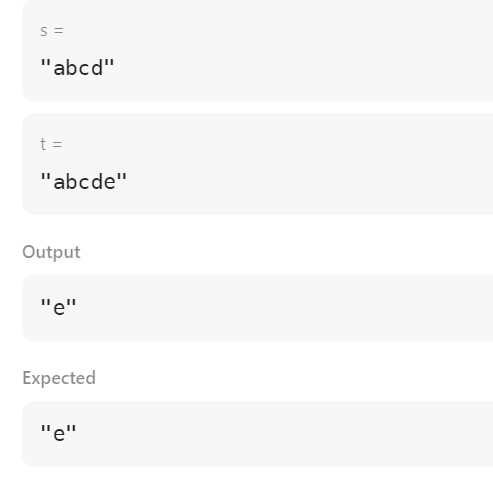 s =
"abcd"
t =
"abcde"
Output
"e"
Expected
"e"